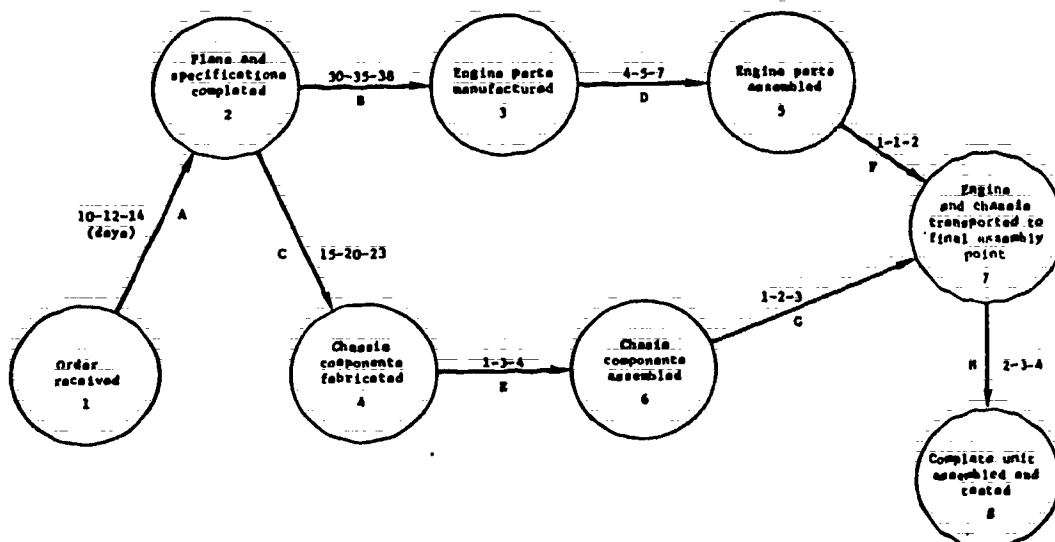 Plans and
specifications
completed
2
30-35-38
B
Engine parts
manufactured
3
4-5-7
D
Engine parts
assembled
5
1-1-2
F
10-12-14
(days)
A
C
15-20-23
Engine
and chassis
transported to
final assembly
point
7
Order
received
1
Chassis
components
fabricated
4
1-3-4
E
Chassis
components
assembled
6
1-2-3
G
H
2-3-4
Complete unit
assembled and
tested
8